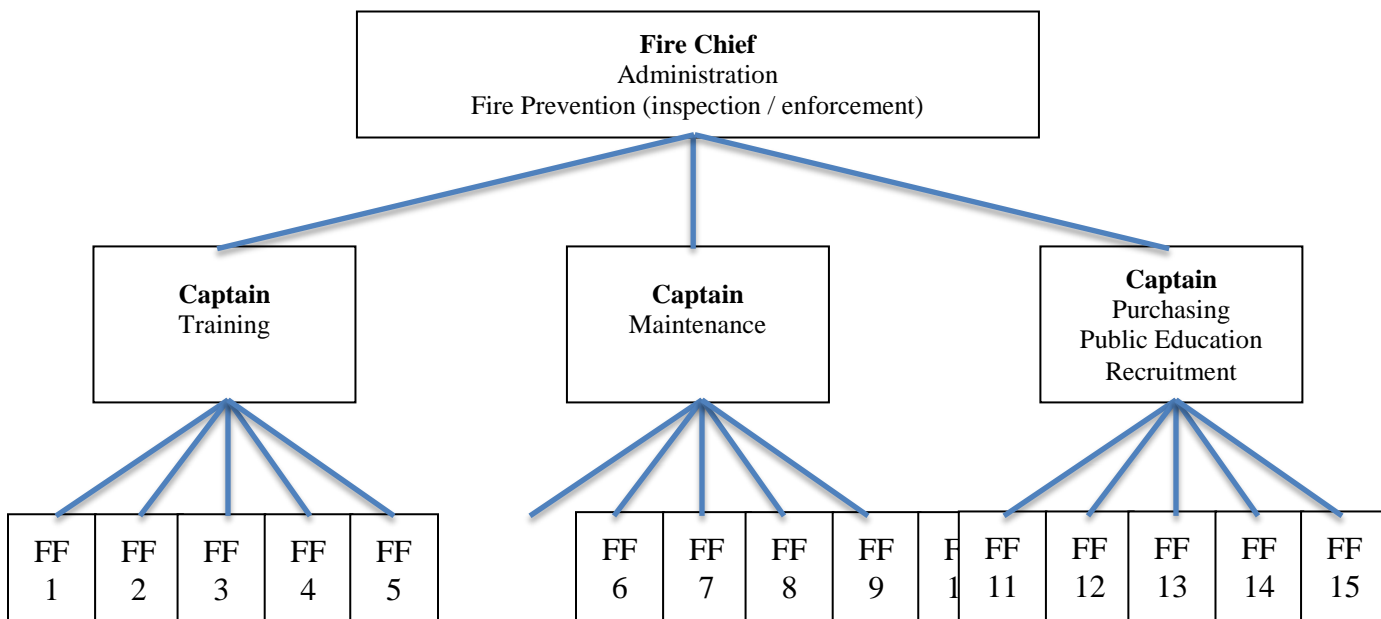 Fire Chief
Administration
Fire Prevention (inspection / enforcement)
Captain
Training
Captain
Maintenance
Captain
Purchasing
Public Education
Recruitment
FF
1
FF
2
FF
3
FF
4
FF
5
FF
6
FF
7
FF
8
FF
9
FF
11
FF
12
FF
13
FF
14
FF
15